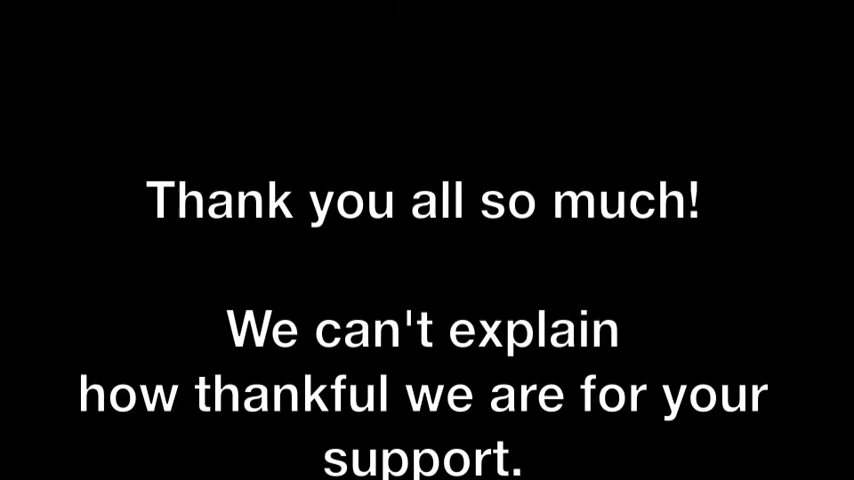 Thank you all so much!
We can't explain
how thankful we are for your
support.